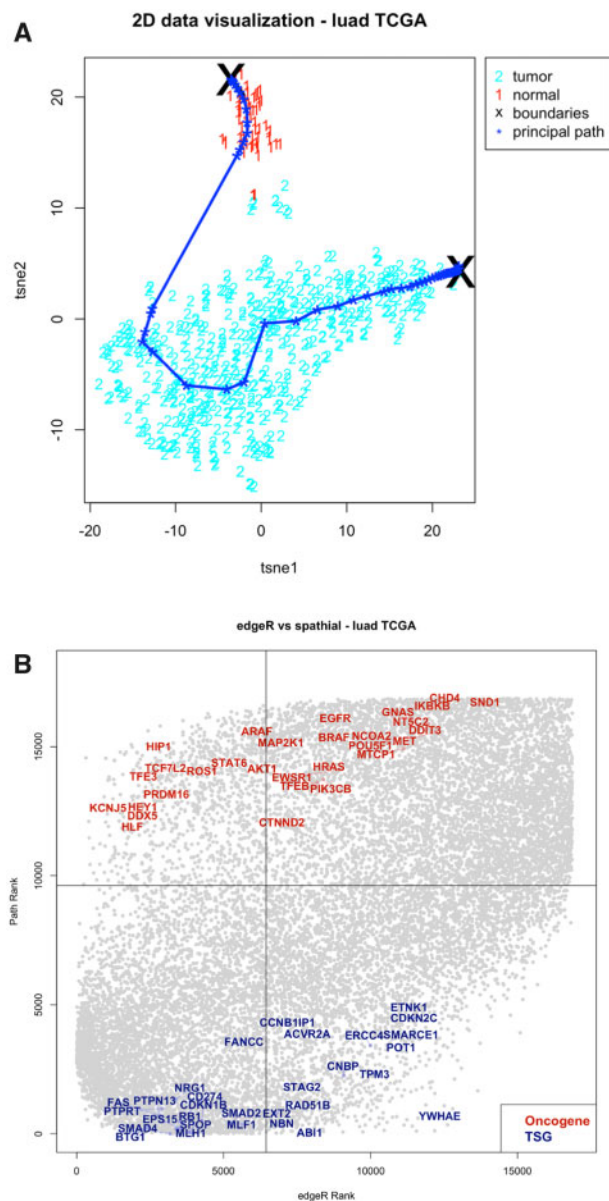 A
2D data visualization - luad TCGA
2 tumor
1 normal
x boundaries
* principal path
tsne2
20
10
0
-10
-20 -10 0 10 20
tsne1
B
edgeR vs spathial - luad TCGA
Path Rank
15000
10000
5000
0
CHD4
SND1
IKBKB
GNAS
EGFR
NT5C2
DDIT3
ARAF
BRAF NCOA2
MAP2K1
MET
POU5F1
HIP1
MTCP1
STAT6
HRAS
TCF7L2
ROS1
AKT1
TFE3
EWSR1
TFEB
PIK3CB
PRDM16
KCNJ5
HEY1
DDX5
HLF
CTNND2
ETNK1
CDKN2C
CCNB1IP1
ACVR2A
ERCC4
SMARCE1
FANCC
POT1
CNBP
TPM3
NRG1
STAG2
CD274
FAS
PTPN13
CDKN1B
RAD51B
PTPRT
SMAD2
EXT2
YWHAE
RB1
EPS15
SPOP
MLF1
NBN
SMAD4
MLH1
ABI1
BTG1
Oncogene
TSG
0 5000 10000 15000
edgeR Rank